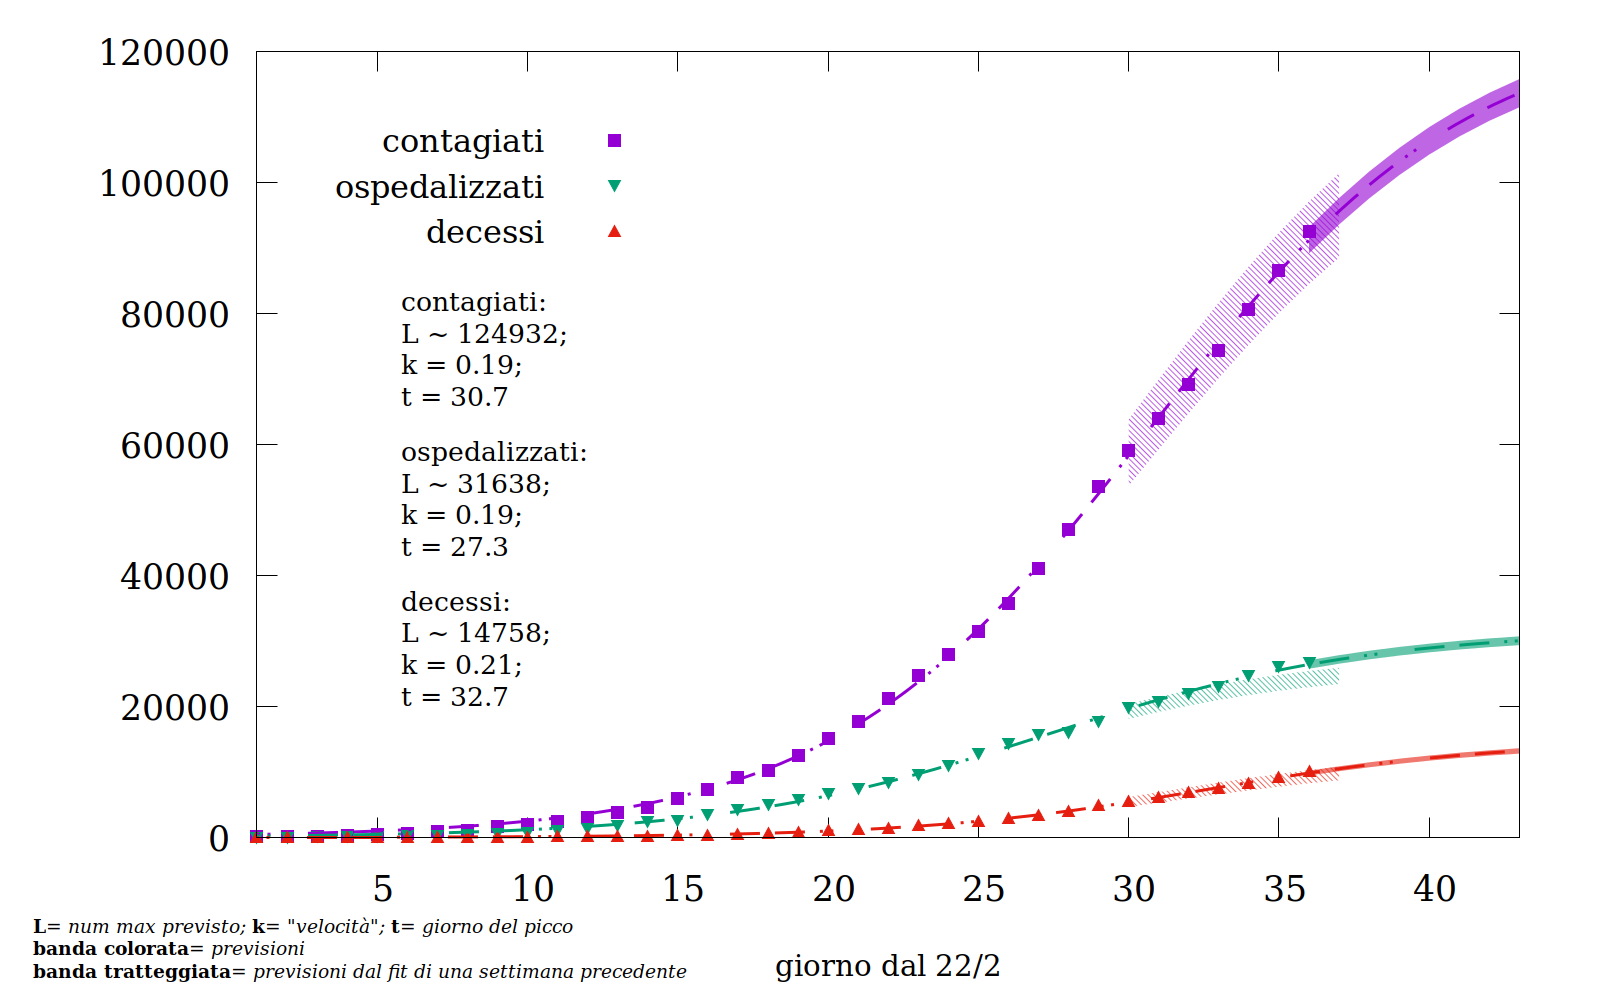 120000
100000
80000
60000
40000
20000
0
contagiati
ospedalizzati
decessi
contagiati:
L ~ 124932;
k = 0.19;
t = 30.7
ospedalizzati:
L ~ 31638;
k = 0.19;
t = 27.3
decessi:
L ~ 14758;
k = 0.21;
t = 32.7
5 10 15 20 25 30 35 40
L= num max previsto; k= "velocità"; t= giorno del picco
banda colorata= previsioni
banda tratteggiata= previsioni dal fit di una settimana precedente
giorno dal 22/2